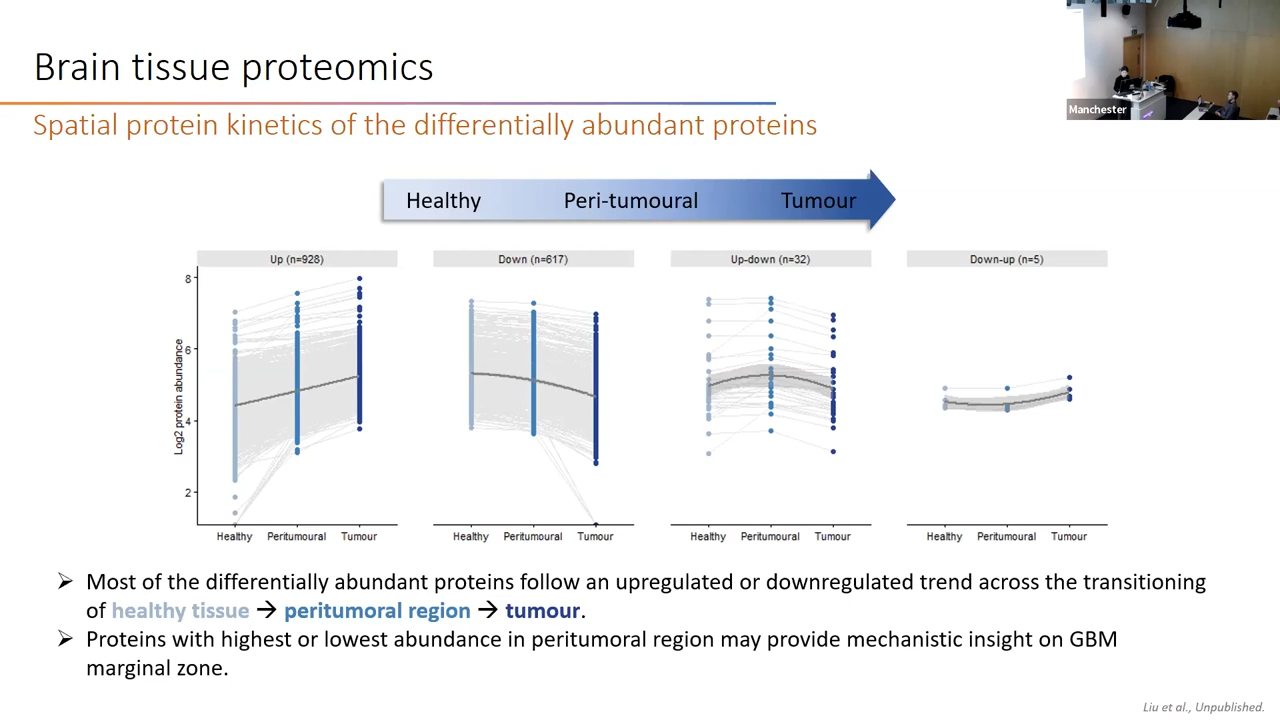 Manchester
Brain tissue proteomics
Spatial protein kinetics of the differentially abundant proteins
Healthy Peri-tumoural Tumour
Up (n=928) Down (n=617) Up-down (n=32) Down-up (n=5)
Log2 protein abundance
8
6
4
2
Healthy Peritumoural Tumour Healthy Peritumoural Tumour Healthy Peritumoural Tumour Healthy Peritumoural Tumour
➢ Most of the differentially abundant proteins follow an upregulated or downregulated trend across the transitioning
of healthy tissue → peritumoral region → tumour.
➢ Proteins with highest or lowest abundance in peritumoral region may provide mechanistic insight on GBM
marginal zone.
Liu et al., Unpublished.